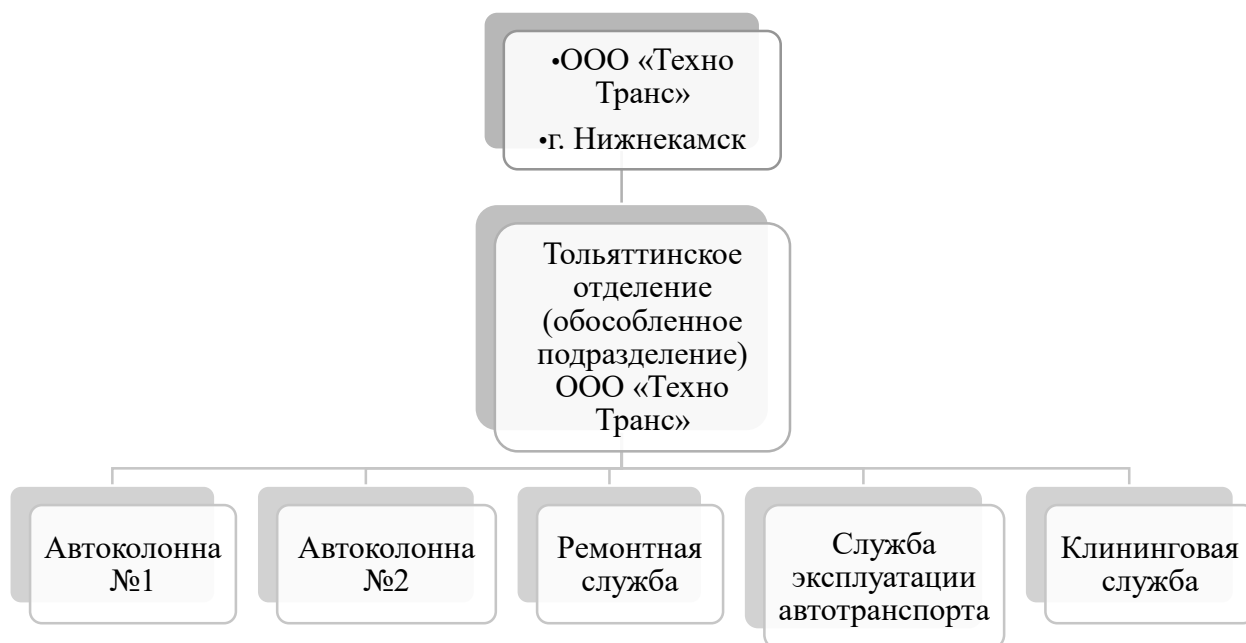 •ООО «Техно
Транс»
•г. Нижнекамск
Тольяттинское
отделение
(обособленное
подразделение)
ООО «Техно
Транс»
Автоколонна
№1
Автоколонна
№2
Ремонтная
служба
Служба
эксплуатации
автотранспорта
Клининговая
служба